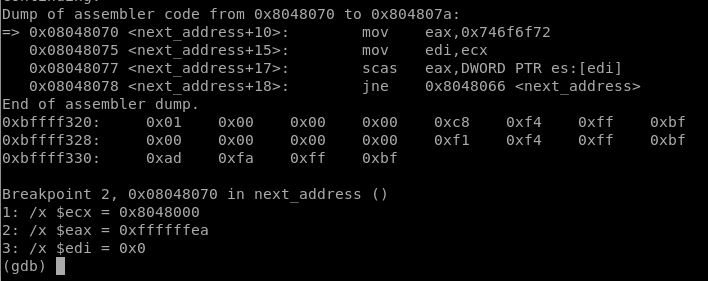 Dump of assembler code from 0x8048070 to 0x804807a:
=> 0x08048070 <next_address+10>: mov eax,0x746f6f72
0x08048075 <next_address+15>: mov edi,ecx
0x08048077 <next_address+17>: scas eax,DWORD PTR es:[edi]
0x08048078 <next_address+18>: jne 0x8048066 <next_address>
End of assembler dump.
0xbffff320: 0x01 0x00 0x00 0x00 0xc8 0xf4 0xff 0xbf
0xbffff328: 0x00 0x00 0x00 0x00 0xf1 0xf4 0xff 0xbf
0xbffff330: 0xad 0xfa 0xff 0xbf
Breakpoint 2, 0x08048070 in next_address ()
1: /x $ecx = 0x8048000
2: /x $eax = 0xffffffea
3: /x $edi = 0x0
(gdb)